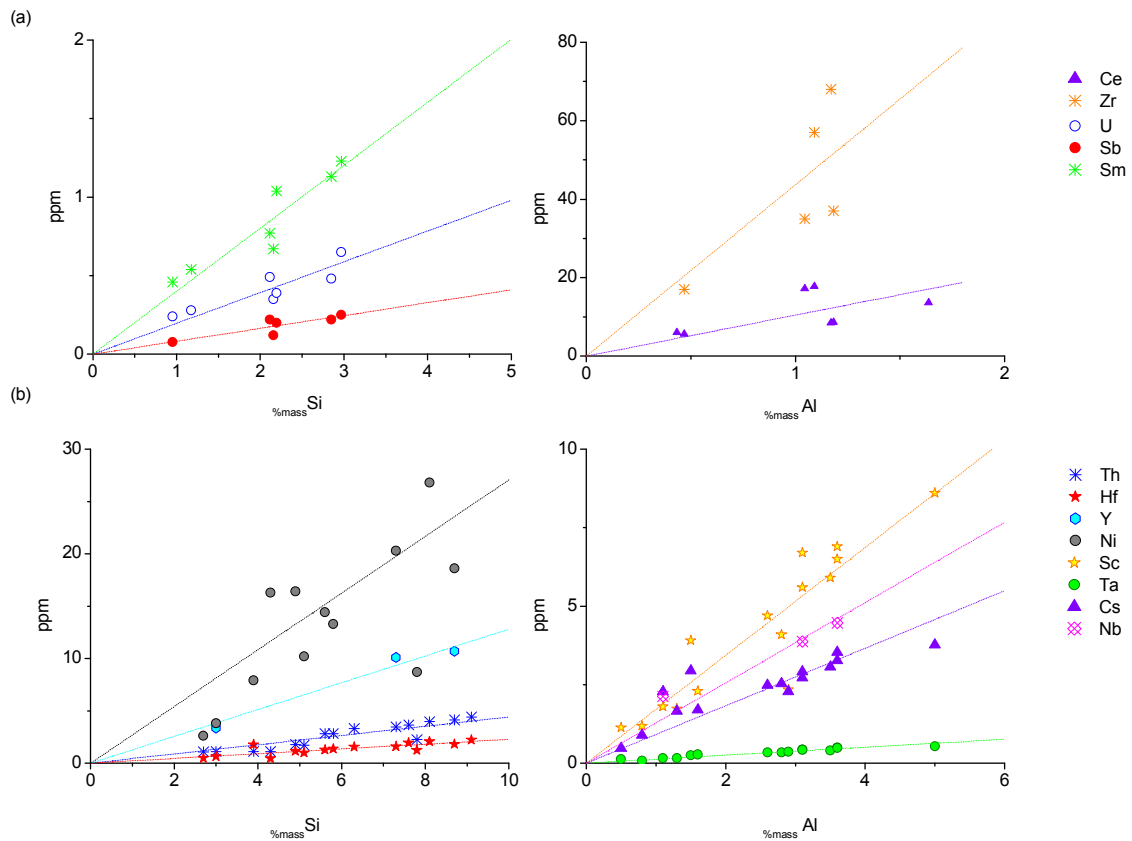 (a)
2
1
0
ppm
0 1 2 3 4 5
%mass Si
80
60
40
20
0
ppm
0 1 2
%mass Al
Ce
Zr
U
Sb
Sm
(b)
30
20
10
0
ppm
0 2 4 6 8 10
%mass Si
10
5
0
ppm
0 2 4 6
%mass Al
Th
Hf
Y
Ni
Sc
Ta
Cs
Nb